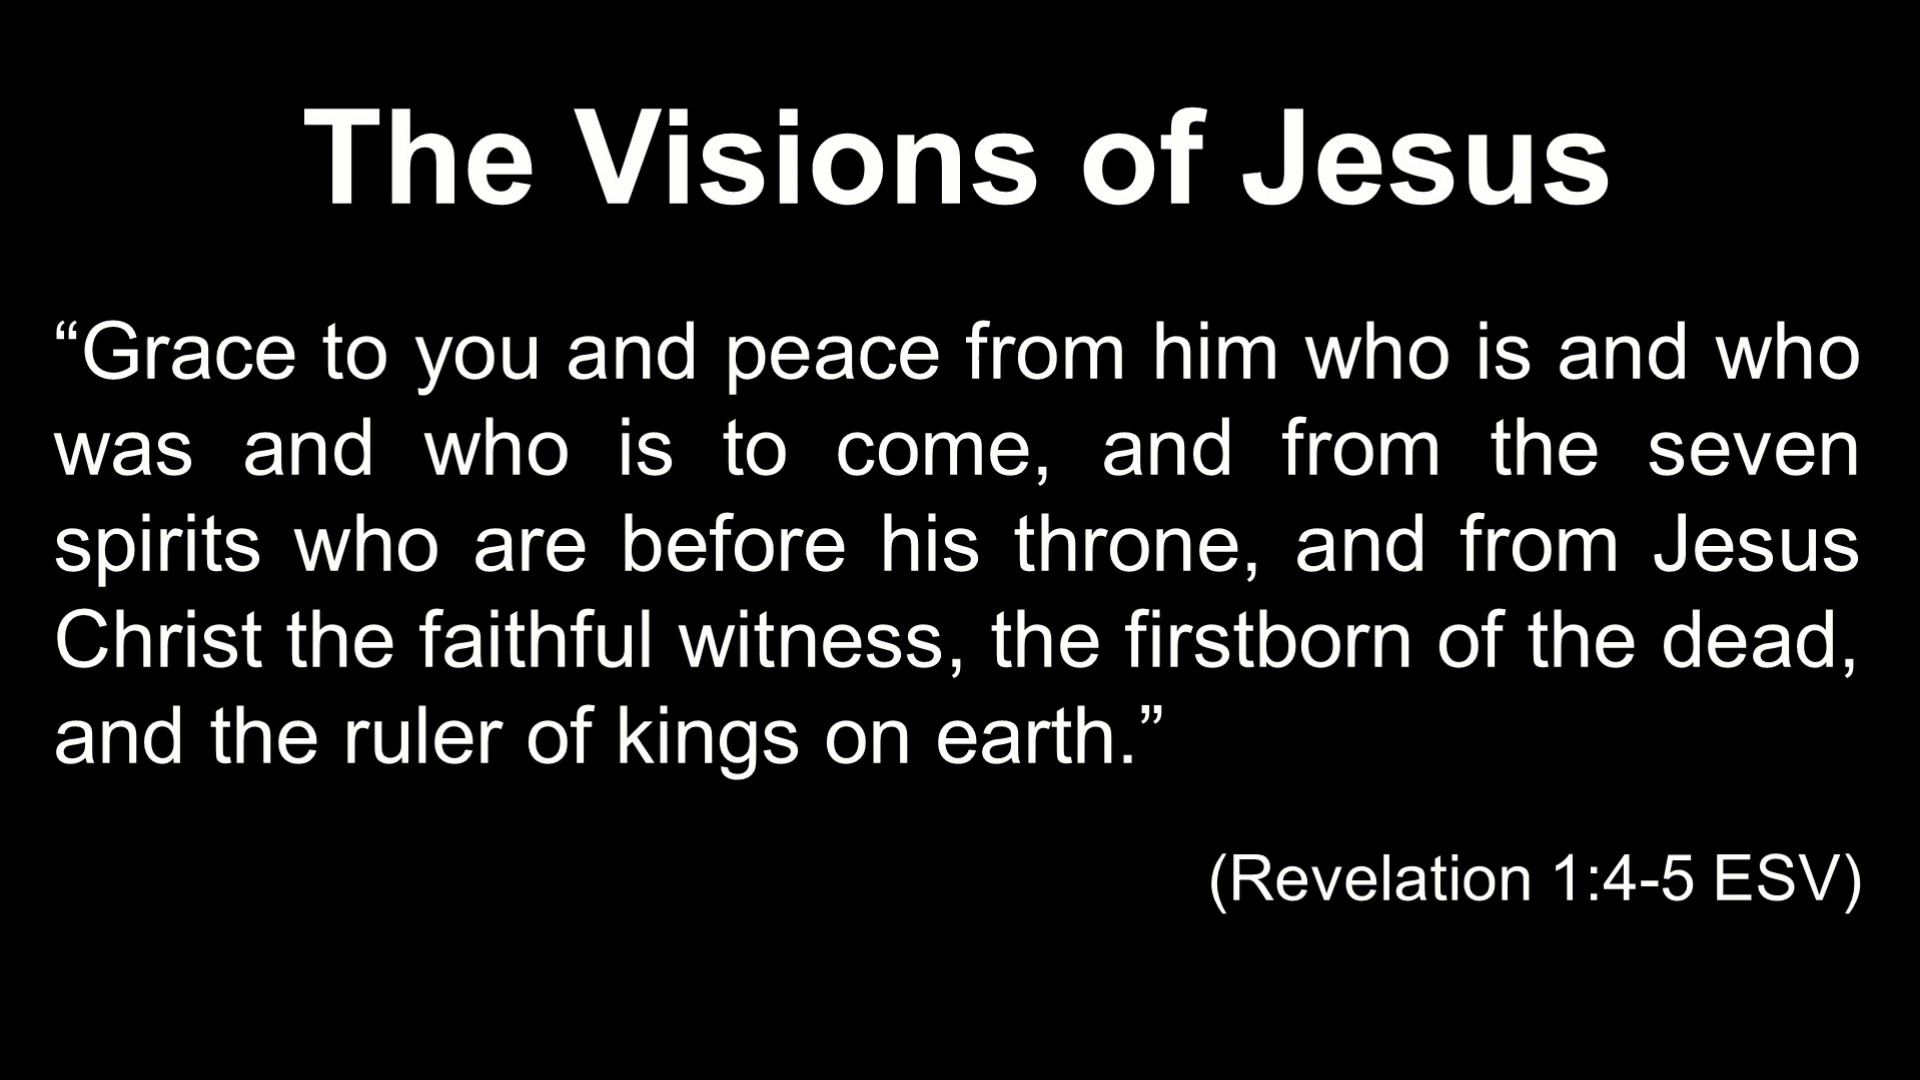 The Visions of Jesus
“Grace to you and peace from him who is and who
was and who is to come, and from the seven
spirits who are before his throne, and from Jesus
Christ the faithful witness, the firstborn of the dead,
and the ruler of kings on earth.”
(Revelation 1:4-5 ESV)